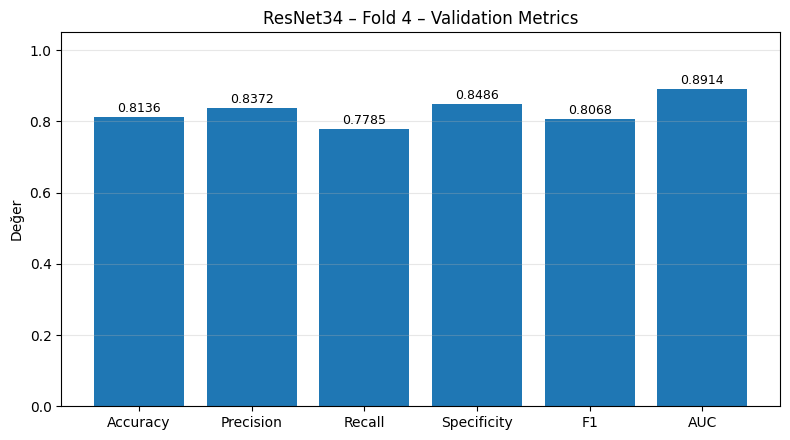 ResNet34 – Fold 4 – Validation Metrics
Değer
1.0
0.8
0.6
0.4
0.2
0.0
0.8136
0.8372
0.7785
0.8486
0.8068
0.8914
Accuracy
Precision
Recall
Specificity
F1
AUC